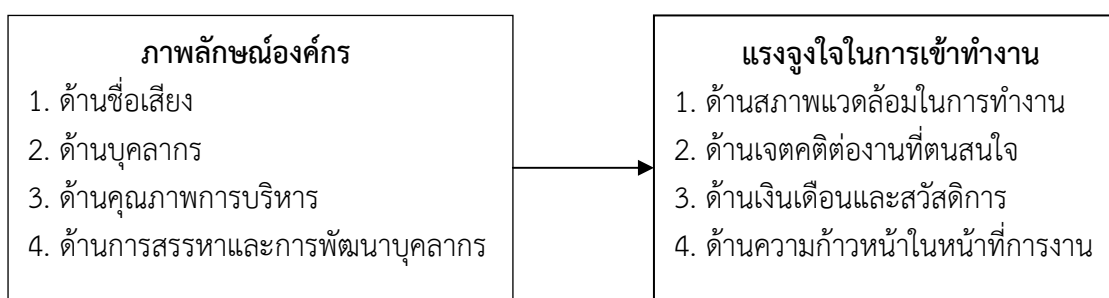 ภาพลักษณ์องค์กร
1. ด้านชื่อเสียง
2. ด้านบุคลากร
3. ด้านคุณภาพการบริหาร
4. ด้านการสรรหาและการพัฒนาบุคลากร
แรงจูงใจในการเข้าทำงาน
1. ด้านสภาพแวดล้อมในการทำงาน
2. ด้านเจตคติต่องานที่ตนสนใจ
3. ด้านเงินเดือนและสวัสดิการ
4. ด้านความก้าวหน้าในหน้าที่การงาน